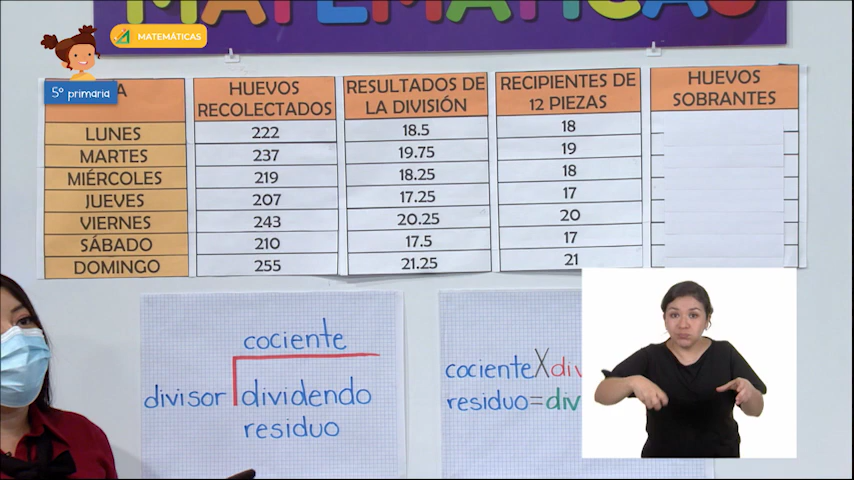 MATEMÁTICAS
MATEMÁTICAS
5º primaria
HUEVOS RECOLECTADOS
RESULTADOS DE LA DIVISIÓN
RECIPIENTES DE 12 PIEZAS
HUEVOS SOBRANTES
LUNES 222 18.5 18
MARTES 237 19.75 19
MIÉRCOLES 219 18.25 18
JUEVES 207 17.25 17
VIERNES 243 20.25 20
SÁBADO 210 17.5 17
DOMINGO 255 21.25 21
cociente
divisor dividendo
residuo
cociente X
residuo =